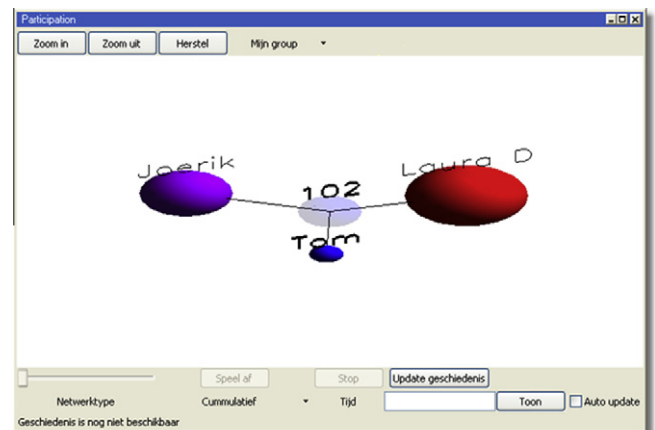 Participation
Zoom in Zoom uit Herstel Mijn group
Joerik Laura D
102
Tom
Speel af Stop Update geschiedenis
Netwerktype Cummulatief Tijd Toon Auto update
Geschiedenis is nog niet beschikbaar